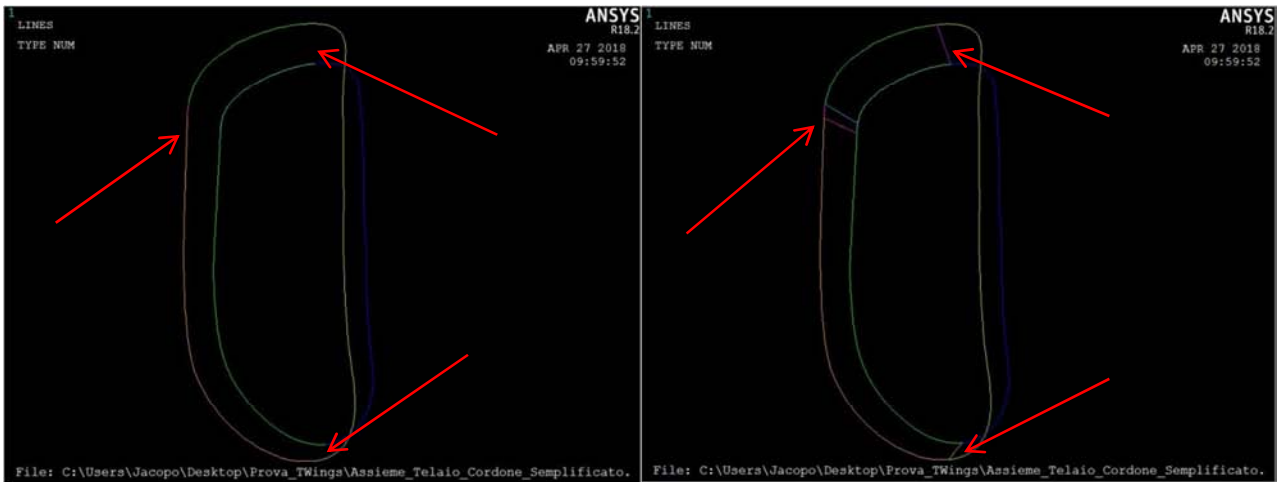 1
LINES
TYPE NUM
ANSYS
R18.2
APR 27 2018
09:59:52
File: C:\Users\Jacopo\Desktop\Prova_TWings\Assieme_Telaio_Cordone_Semplificato.
1
LINES
TYPE NUM
ANSYS
R18.2
APR 27 2018
09:59:52
File: C:\Users\Jacopo\Desktop\Prova_TWings\Assieme_Telaio_Cordone_Semplificato.